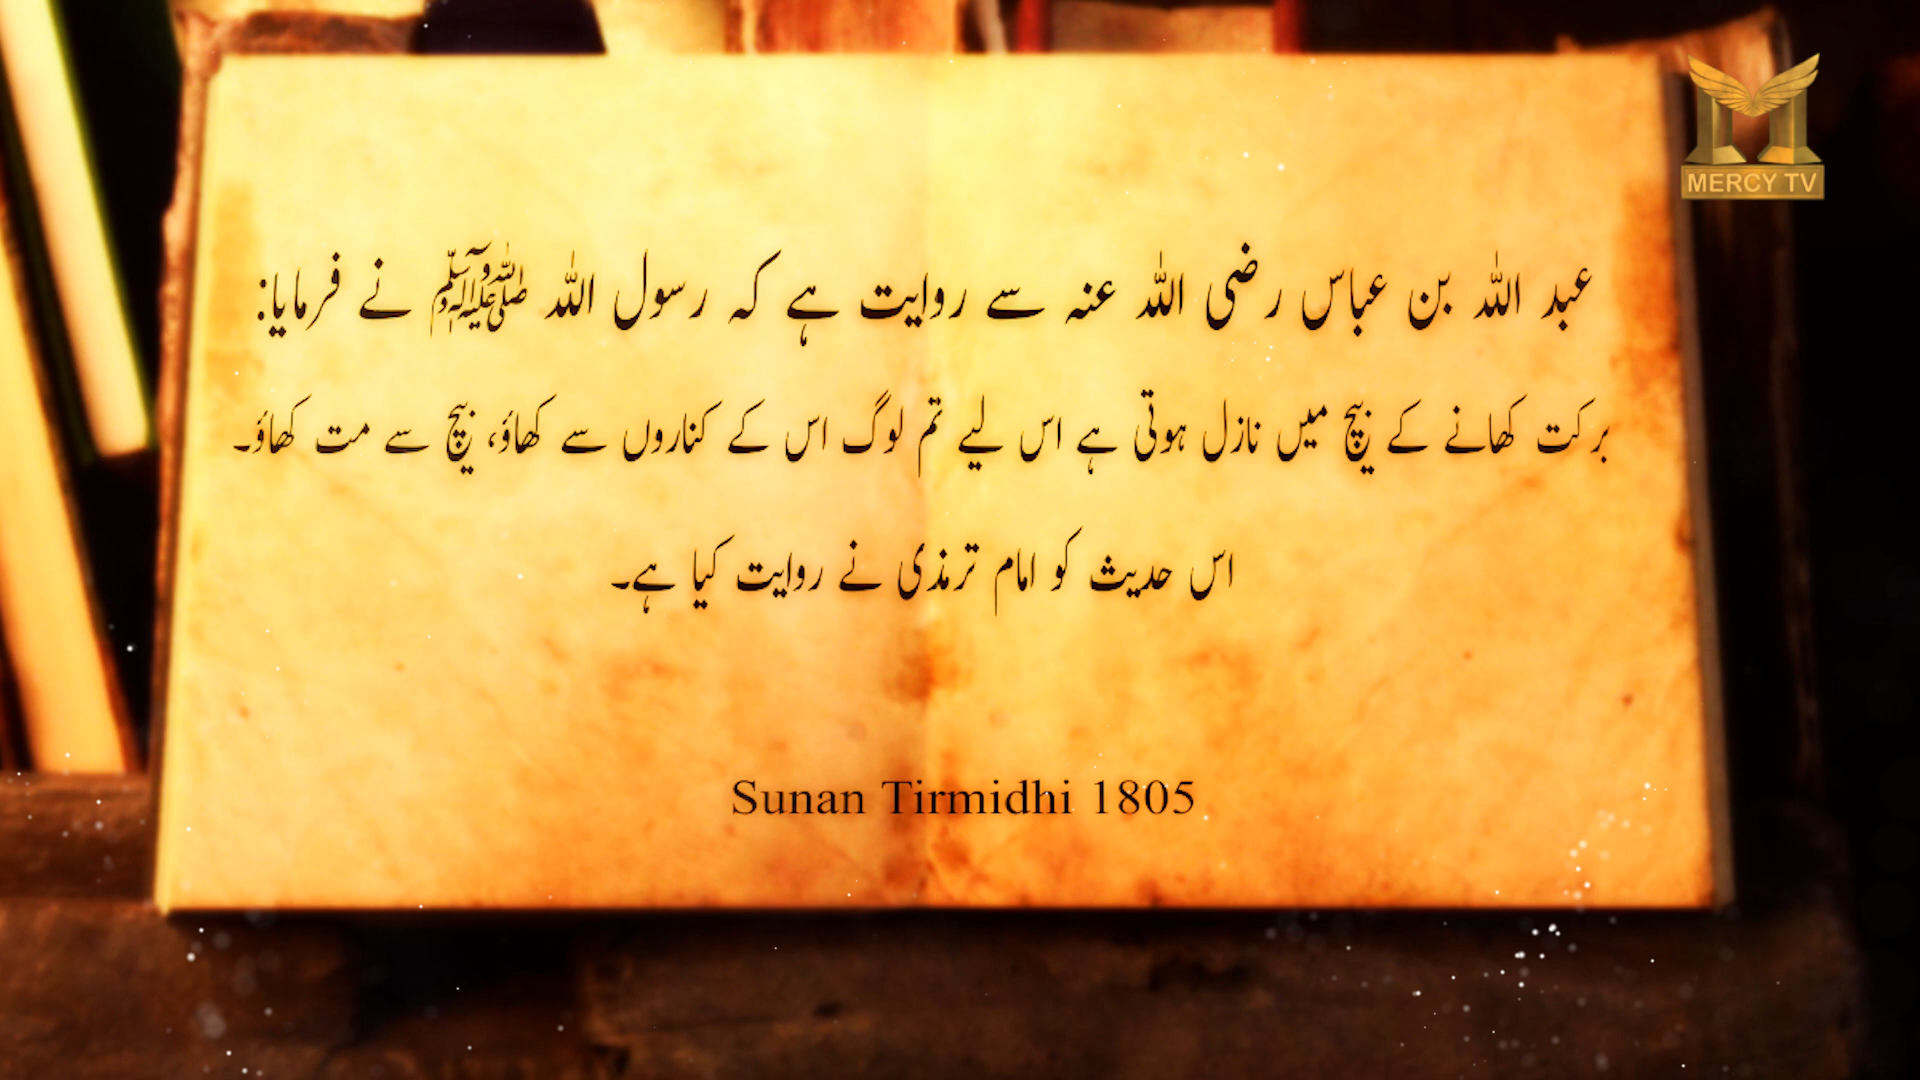 MERCY TV
عبد اللہ بن عباس رضی اللہ عنہ سے روایت ہے کہ رسول اللہ ﷺ نے فرمایا:
برکت کھانے کے بیچ میں نازل ہوتی ہے اس لیے تم لوگ اس کے کناروں سے کھاؤ، بیچ سے مت کھاؤ۔
اس حدیث کو امام ترمذی نے روایت کیا ہے۔
Sunan Tirmidhi 1805